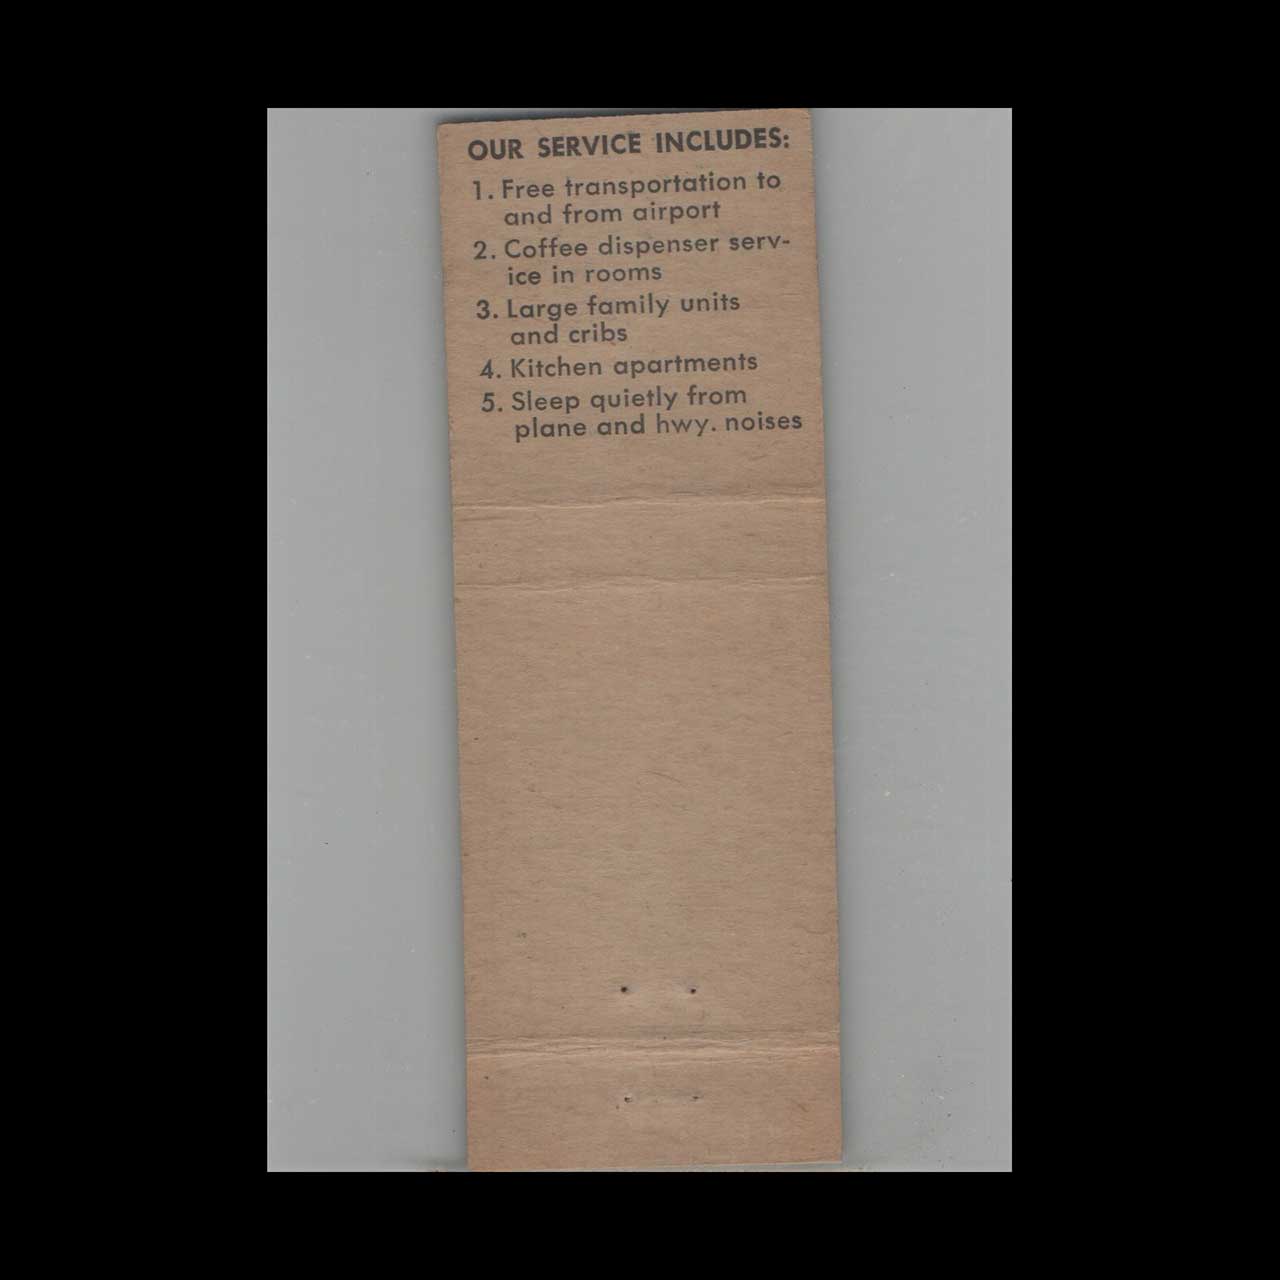 OUR SERVICE INCLUDES:
1. Free transportation to
and from airport
2. Coffee dispenser serv-
ice in rooms
3. Large family units
and cribs
4. Kitchen apartments
5. Sleep quietly from
plane and hwy. noises